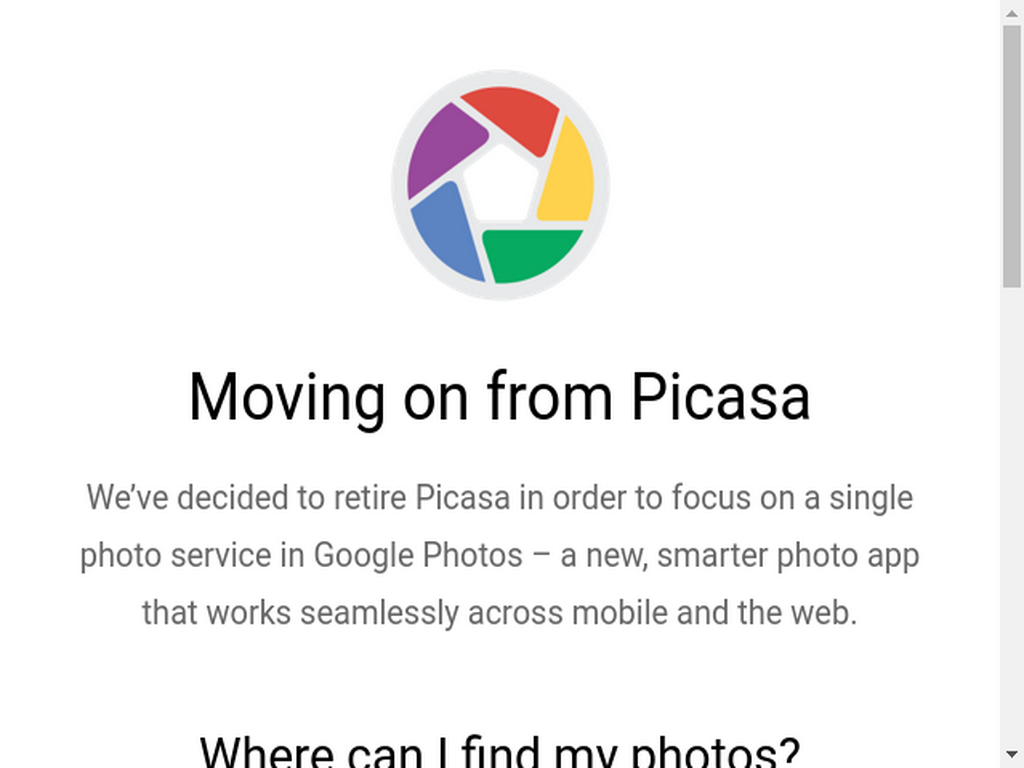 Moving on from Picasa
We’ve decided to retire Picasa in order to focus on a single
photo service in Google Photos – a new, smarter photo app
that works seamlessly across mobile and the web.
Where can I find my photos?